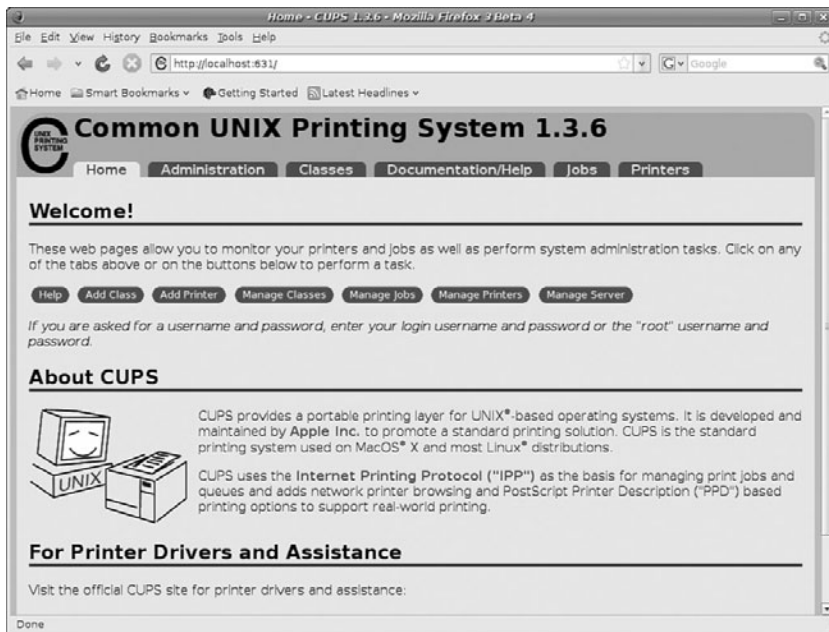 Home - CUPS 1.3.6 - Mozilla Firefox 3 Beta 4
File Edit View History Bookmarks Tools Help
http://localhost:631/
G Google
Home Smart Bookmarks Getting Started Latest Headlines
UNIX PRINTING SYSTEM
Common UNIX Printing System 1.3.6
Home Administration Classes Documentation/Help Jobs Printers
Welcome!
These web pages allow you to monitor your printers and jobs as well as perform system administration tasks. Click on any
of the tabs above or on the buttons below to perform a task.
Help Add Class Add Printer Manage Classes Manage Jobs Manage Printers Manage Server
If you are asked for a username and password, enter your login username and password or the "root" username and
password.
About CUPS
CUPS provides a portable printing layer for UNIX®-based operating systems. It is developed and
maintained by Apple Inc. to promote a standard printing solution. CUPS is the standard
printing system used on MacOS® X and most Linux® distributions.
UNIX
CUPS uses the Internet Printing Protocol ("IPP") as the basis for managing print jobs and
queues and adds network printer browsing and PostScript Printer Description ("PPD") based
printing options to support real-world printing.
For Printer Drivers and Assistance
Visit the official CUPS site for printer drivers and assistance:
Done